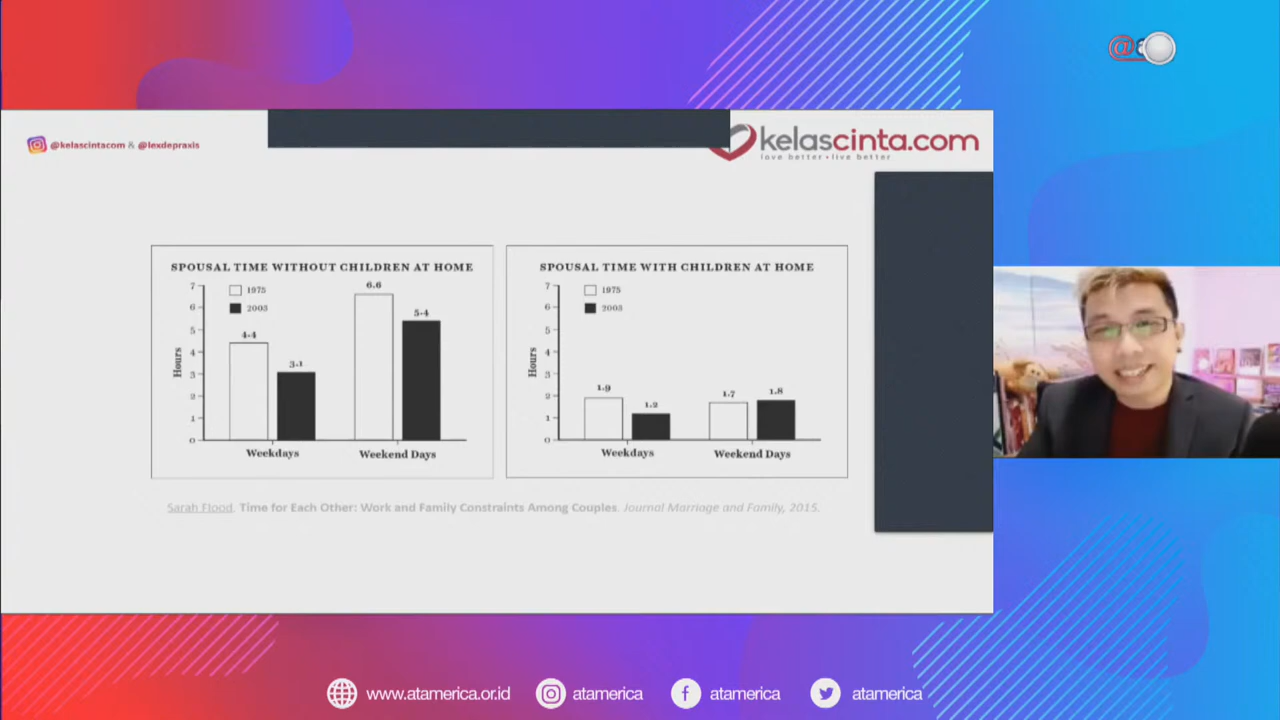 @kelascintacom & @lexdepraxis
kelascinta.com
love better • live better
SPOUSAL TIME WITHOUT CHILDREN AT HOME
1975
2003
Hours
7
6
5
4
3
2
1
0
4.4
3.1
6.6
5.4
Weekdays
Weekend Days
SPOUSAL TIME WITH CHILDREN AT HOME
1975
2003
Hours
7
6
5
4
3
2
1
0
1.9
1.2
1.7
1.8
Weekdays
Weekend Days
Sarah Flood. Time for Each Other: Work and Family Constraints Among Couples. Journal Marriage and Family, 2015.
www.atamerica.or.id
atamerica
atamerica
atamerica